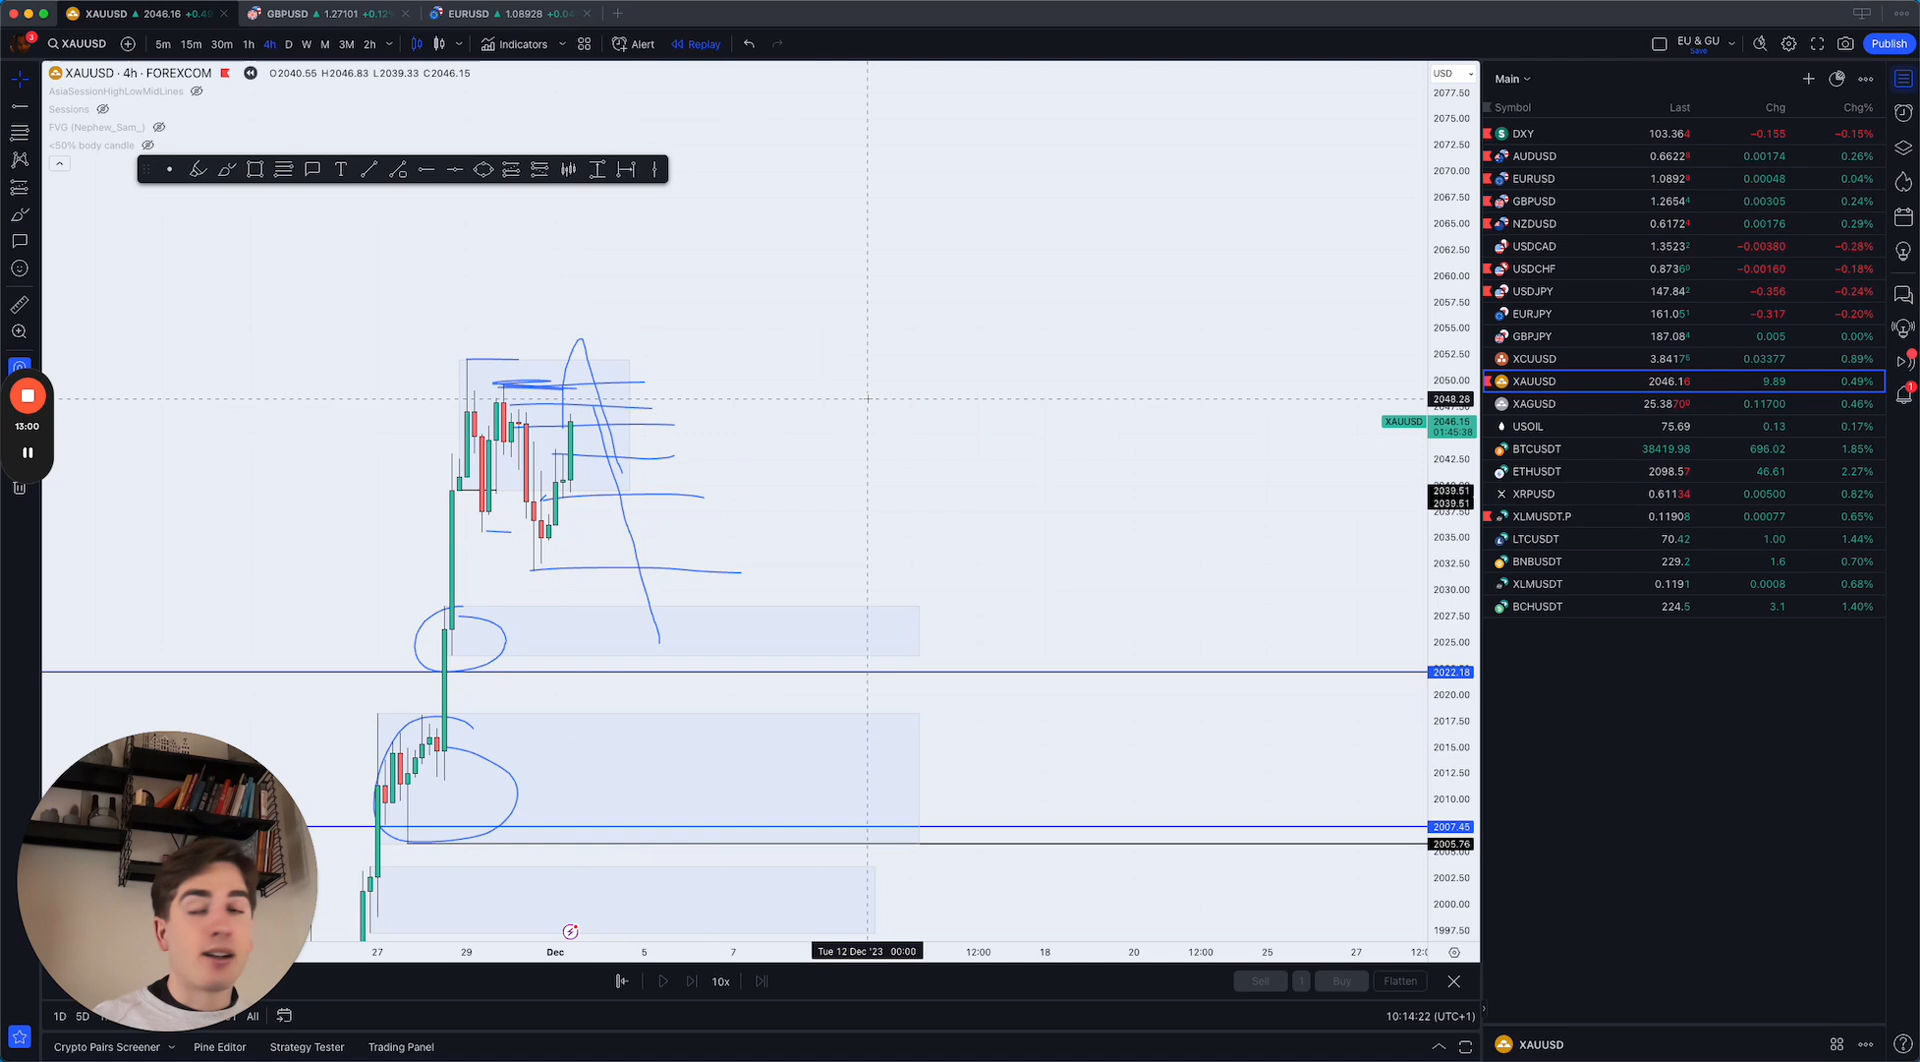 XAUUSD ▲ 2046.16 +0.49
GBPUSD ▲ 1.27101 +0.12%
EURUSD ▲ 1.08928 +0.04
3
XAUUSD
5m 15m 30m 1h 4h D W M 3M 2h
Indicators
Alert
Replay
EU & GU
Save
Publish
XAUUSD · 4h · FOREXCOM
O2040.55 H2046.83 L2039.33 C2046.15
AsiaSessionHighLowMidLines
Sessions
FVG (Nephew_Sam_)
<50% body candle
13:00
USD
2077.50
2075.00
2072.50
2070.00
2067.50
2065.00
2062.50
2060.00
2057.50
2055.00
2052.50
2050.00
2048.28
XAUUSD 2046.15
01:45:38
2042.50
2039.51
2039.51
2037.50
2035.00
2032.50
2030.00
2027.50
2025.00
2022.18
2020.00
2017.50
2015.00
2012.50
2010.00
2007.45
2005.76
2005.00
2002.50
2000.00
1997.50
27 29 Dec 5 7 Tue 12 Dec '23 00:00 12:00 18 20 12:00 25 27
10x
Sell 1 Buy Flatten
1D 5D All
10:14:22 (UTC+1)
Crypto Pairs Screener Pine Editor Strategy Tester Trading Panel
Main
Symbol Last Chg Chg%
DXY 103.364 −0.155 −0.15%
AUDUSD 0.66228 0.00174 0.26%
EURUSD 1.08928 0.00048 0.04%
GBPUSD 1.26544 0.00305 0.24%
NZDUSD 0.61724 0.00176 0.29%
USDCAD 1.35232 −0.00380 −0.28%
USDCHF 0.87360 −0.00160 −0.18%
USDJPY 147.842 −0.356 −0.24%
EURJPY 161.051 −0.317 −0.20%
GBPJPY 187.084 0.005 0.00%
XCUUSD 3.84175 0.03377 0.89%
XAUUSD 2046.16 9.89 0.49%
XAGUSD 25.38700 0.11700 0.46%
USOIL 75.69 0.13 0.17%
BTCUSDT 38419.98 696.02 1.85%
ETHUSDT 2098.57 46.61 2.27%
XRPUSD 0.61134 0.00500 0.82%
XLMUSDT.P 0.11908 0.00077 0.65%
LTCUSDT 70.42 1.00 1.44%
BNBUSDT 229.2 1.6 0.70%
XLMUSDT 0.1191 0.0008 0.68%
BCHUSDT 224.5 3.1 1.40%
1
XAUUSD